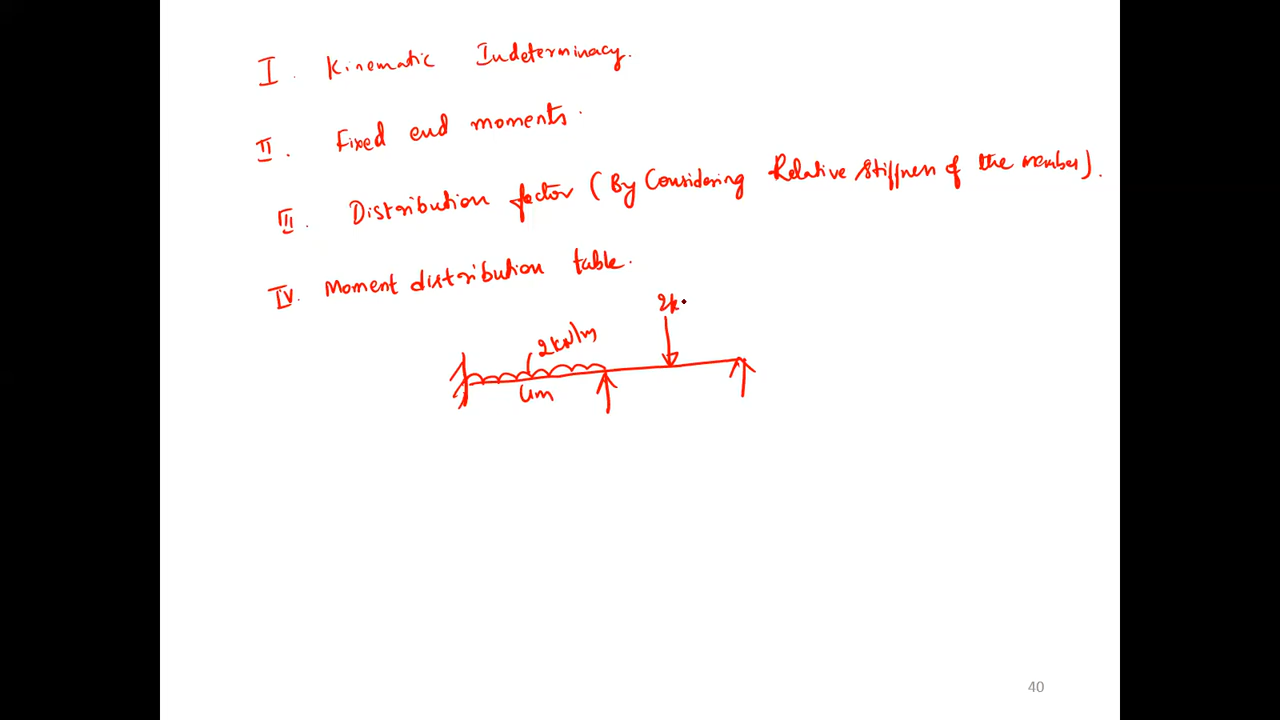 I. Kinematic Indeterminacy.
II. Fixed end moments.
III. Distribution factor (By Considering Relative stiffness of the member).
IV. Moment distribution table.
2k
2kN/m
4m
40